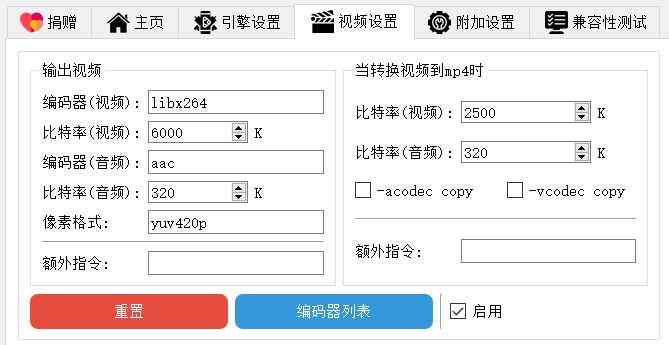 捐赠 主页 引擎设置 视频设置 附加设置 兼容性测试
输出视频
编码器(视频): libx264
比特率(视频): 6000 K
编码器(音频): aac
比特率(音频): 320 K
像素格式: yuv420p
额外指令:
当转换视频到mp4时
比特率(视频): 2500 K
比特率(音频): 320 K
-acodec copy -vcodec copy
额外指令:
重置 编码器列表 启用